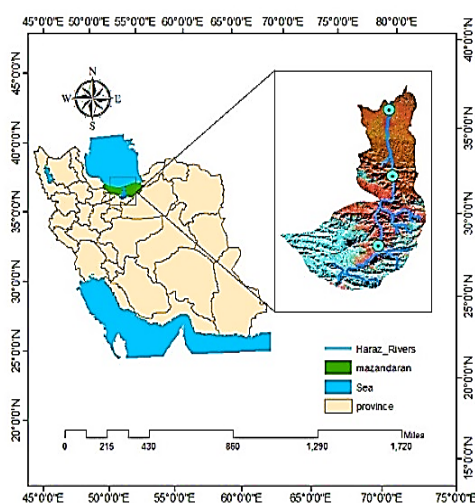 45°0'0"E 50°0'0"E 55°0'0"E 60°0'0"E 65°0'0"E 70°0'0"E 75°0'0"E 80°0'0"E
45°0'0"N
40°0'0"N
35°0'0"N
30°0'0"N
25°0'0"N
20°0'0"N
N
W E
S
40°0'0"N
35°0'0"N
30°0'0"N
25°0'0"N
20°0'0"N
15°0'0"N
Haraz_Rivers
mazandaran
Sea
province
Miles
0 215 430 860 1,290 1,720
45°0'0"E 50°0'0"E 55°0'0"E 60°0'0"E 65°0'0"E 70°0'0"E 75°0'0"E